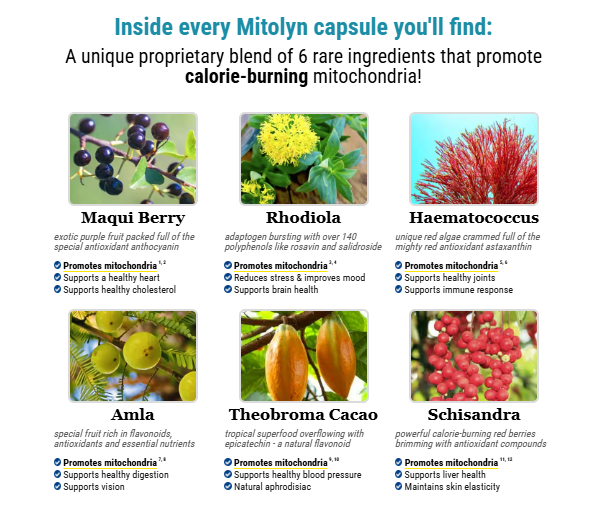 Inside every Mitolyn capsule you'll find:
A unique proprietary blend of 6 rare ingredients that promote
calorie-burning mitochondria!
Maqui Berry
exotic purple fruit packed full of the
special antioxidant anthocyanin
Promotes mitochondria 1, 2
Supports a healthy heart
Supports healthy cholesterol
Rhodiola
adaptogen bursting with over 140
polyphenols like rosavin and salidroside
Promotes mitochondria 3, 4
Reduces stress & improves mood
Supports brain health
Haematococcus
unique red algae crammed full of the
mighty red antioxidant astaxanthin
Promotes mitochondria 5, 6
Supports healthy joints
Supports immune response
Amla
special fruit rich in flavonoids,
antioxidants and essential nutrients
Promotes mitochondria 7, 8
Supports healthy digestion
Supports vision
Theobroma Cacao
tropical superfood overflowing with
epicatechin - a natural flavonoid
Promotes mitochondria 9, 10
Supports healthy blood pressure
Natural aphrodisiac
Schisandra
powerful calorie-burning red berries
brimming with antioxidant compounds
Promotes mitochondria 11, 12
Supports liver health
Maintains skin elasticity